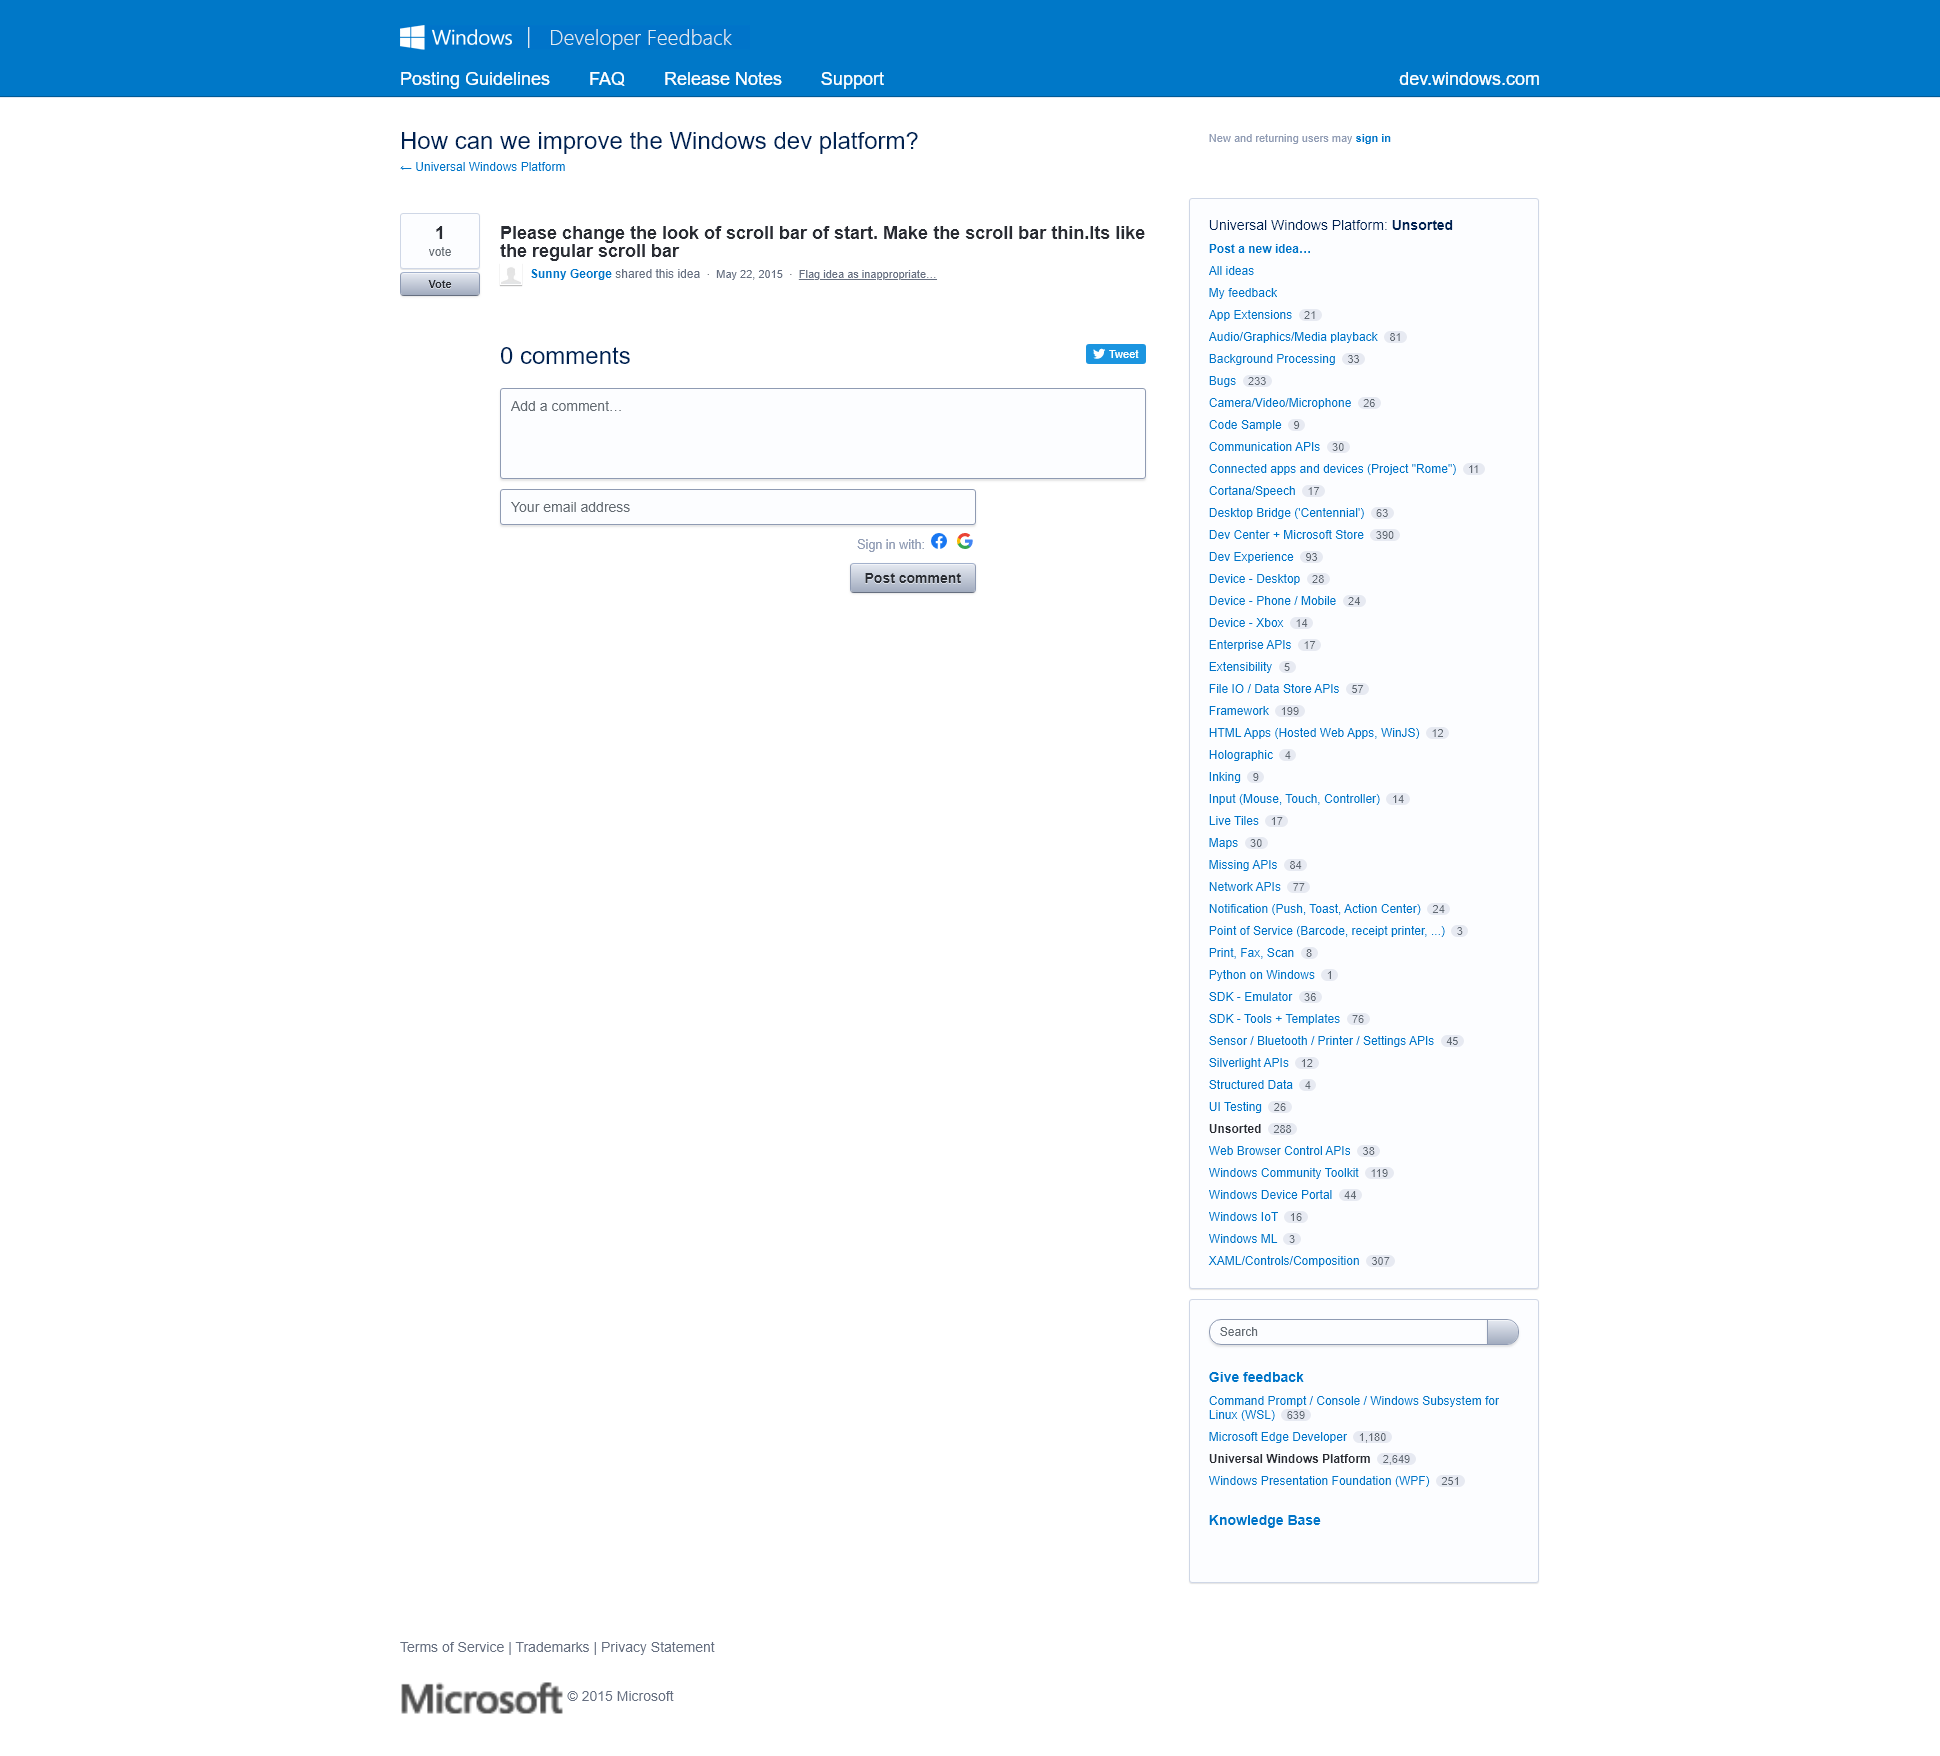 Windows | Developer Feedback
Posting Guidelines FAQ Release Notes Support dev.windows.com
How can we improve the Windows dev platform?
← Universal Windows Platform
New and returning users may sign in
1
vote
Vote
Please change the look of scroll bar of start. Make the scroll bar thin.Its like
the regular scroll bar
Sunny George shared this idea · May 22, 2015 · Flag idea as inappropriate…
0 comments
Tweet
Add a comment…
Your email address
Sign in with:
Post comment
Universal Windows Platform: Unsorted
Post a new idea…
All ideas
My feedback
App Extensions 21
Audio/Graphics/Media playback 81
Background Processing 33
Bugs 233
Camera/Video/Microphone 26
Code Sample 9
Communication APIs 30
Connected apps and devices (Project "Rome") 11
Cortana/Speech 17
Desktop Bridge ('Centennial') 63
Dev Center + Microsoft Store 390
Dev Experience 93
Device - Desktop 28
Device - Phone / Mobile 24
Device - Xbox 14
Enterprise APIs 17
Extensibility 5
File IO / Data Store APIs 57
Framework 199
HTML Apps (Hosted Web Apps, WinJS) 12
Holographic 4
Inking 9
Input (Mouse, Touch, Controller) 14
Live Tiles 17
Maps 30
Missing APIs 84
Network APIs 77
Notification (Push, Toast, Action Center) 24
Point of Service (Barcode, receipt printer, ...) 3
Print, Fax, Scan 8
Python on Windows 1
SDK - Emulator 36
SDK - Tools + Templates 76
Sensor / Bluetooth / Printer / Settings APIs 45
Silverlight APIs 12
Structured Data 4
UI Testing 26
Unsorted 288
Web Browser Control APIs 38
Windows Community Toolkit 119
Windows Device Portal 44
Windows IoT 16
Windows ML 3
XAML/Controls/Composition 307
Search
Give feedback
Command Prompt / Console / Windows Subsystem for
Linux (WSL) 639
Microsoft Edge Developer 1,180
Universal Windows Platform 2,649
Windows Presentation Foundation (WPF) 251
Knowledge Base
Terms of Service | Trademarks | Privacy Statement
Microsoft © 2015 Microsoft